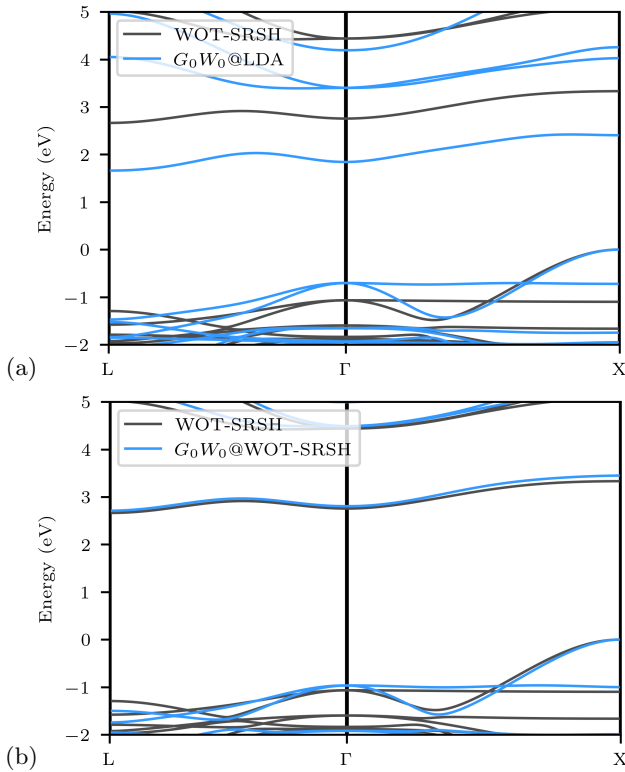 5
4
3
2
1
0
−1
−2
Energy (eV)
WOT-SRSH
G₀W₀@LDA
L
Γ
X
(a)
5
4
3
2
1
0
−1
−2
Energy (eV)
WOT-SRSH
G₀W₀@WOT-SRSH
L
Γ
X
(b)